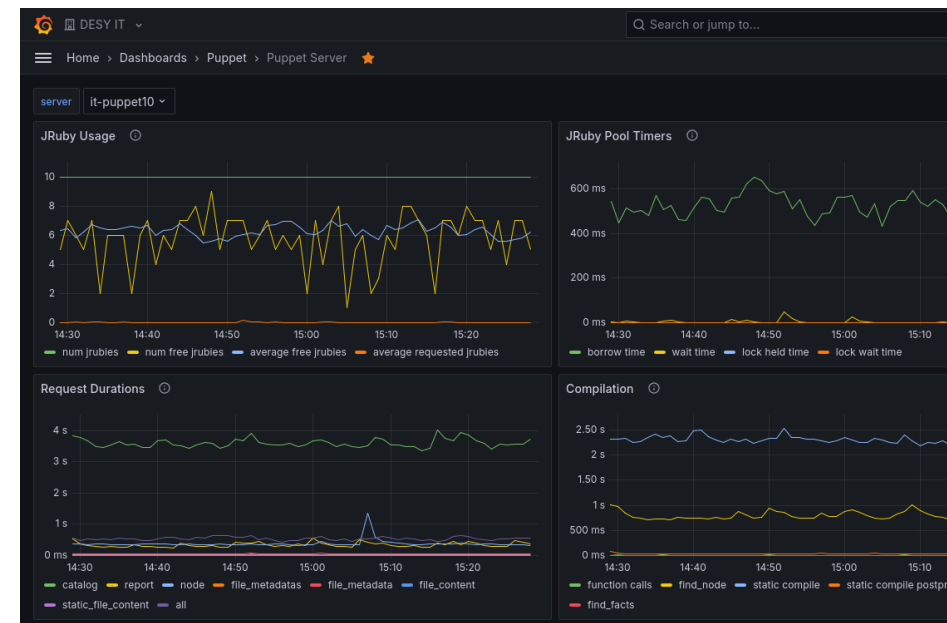 DESY IT
Search or jump to...
Home › Dashboards › Puppet › Puppet Server
server it-puppet10
JRuby Usage
10
8
6
4
2
0
14:30 14:40 14:50 15:00 15:10 15:20
num jrubies num free jrubies average free jrubies average requested jrubies
JRuby Pool Timers
600 ms
400 ms
200 ms
0 ms
14:30 14:40 14:50 15:00 15:10
borrow time wait time lock held time lock wait time
Request Durations
4 s
3 s
2 s
1 s
0 ms
14:30 14:40 14:50 15:00 15:10 15:20
catalog report node file_metadatas file_metadata file_content
static_file_content all
Compilation
2.50 s
2 s
1.50 s
1 s
500 ms
0 ms
14:30 14:40 14:50 15:00 15:10
function calls find_node static compile static compile postpr
find_facts